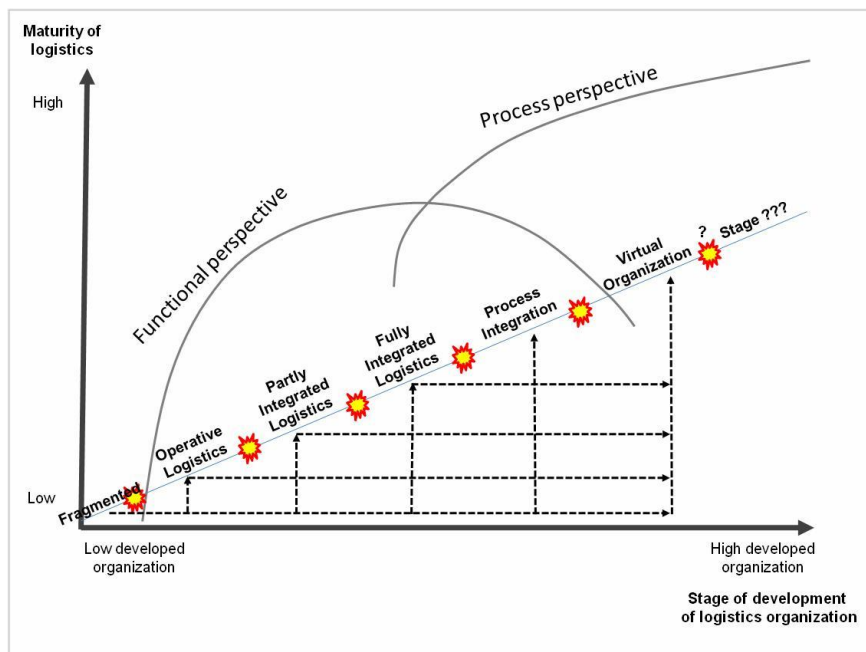 Maturity of
logistics
High
Process perspective
Functional perspective
? Stage ???
Virtual
Organization
Process
Integration
Fully
Integrated
Logistics
Partly
Integrated
Logistics
Operative
Logistics
Low
Fragmented
Low developed
organization
High developed
organization
Stage of development
of logistics organization